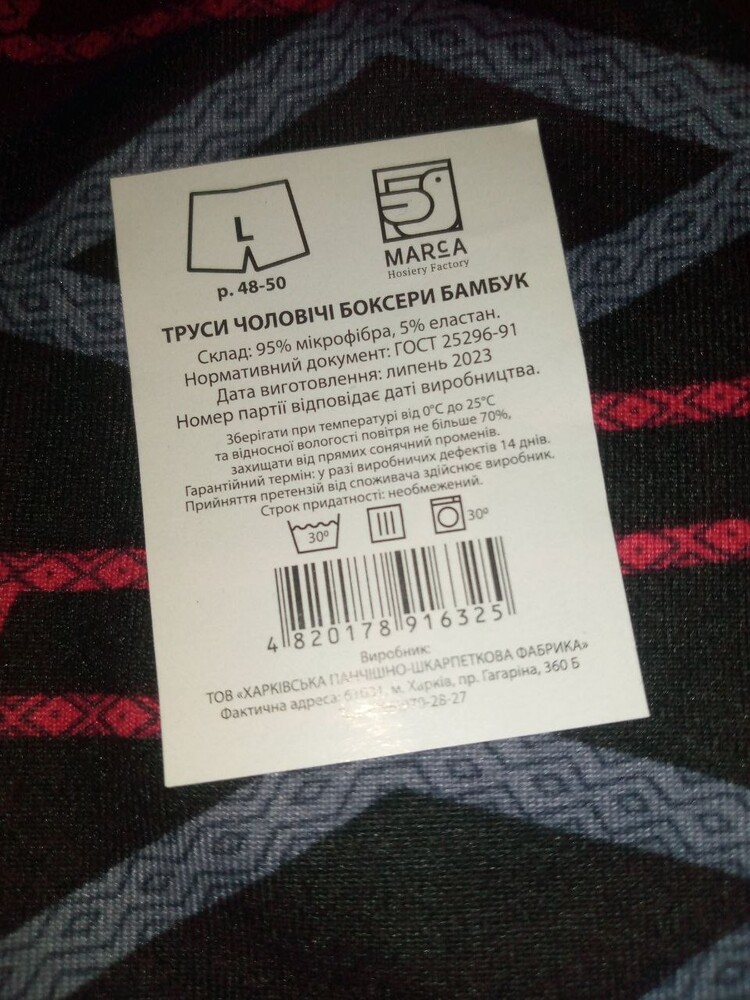 L
р. 48-50
MARCA
Hosiery Factory
ТРУСИ ЧОЛОВІЧІ БОКСЕРИ БАМБУК
Склад: 95% мікрофібра, 5% еластан.
Нормативний документ: ГОСТ 25296-91
Дата виготовлення: липень 2023
Номер партії відповідає даті виробництва.
Зберігати при температурі від 0°С до 25°С
та відносної вологості повітря не більше 70%,
захищати від прямих сонячний променів.
Гарантійний термін: у разі виробничих дефектів 14 днів.
Прийняття претензій від споживача здійснює виробник.
Строк придатності: необмежений.
30° 30°
4 820178 916325
Виробник:
ТОВ «ХАРКІВСЬКА ПАНЧІШНО-ШКАРПЕТКОВА ФАБРИКА»
Фактична адреса: м. Харків, пр. Гагаріна, 360 Б
-28-27